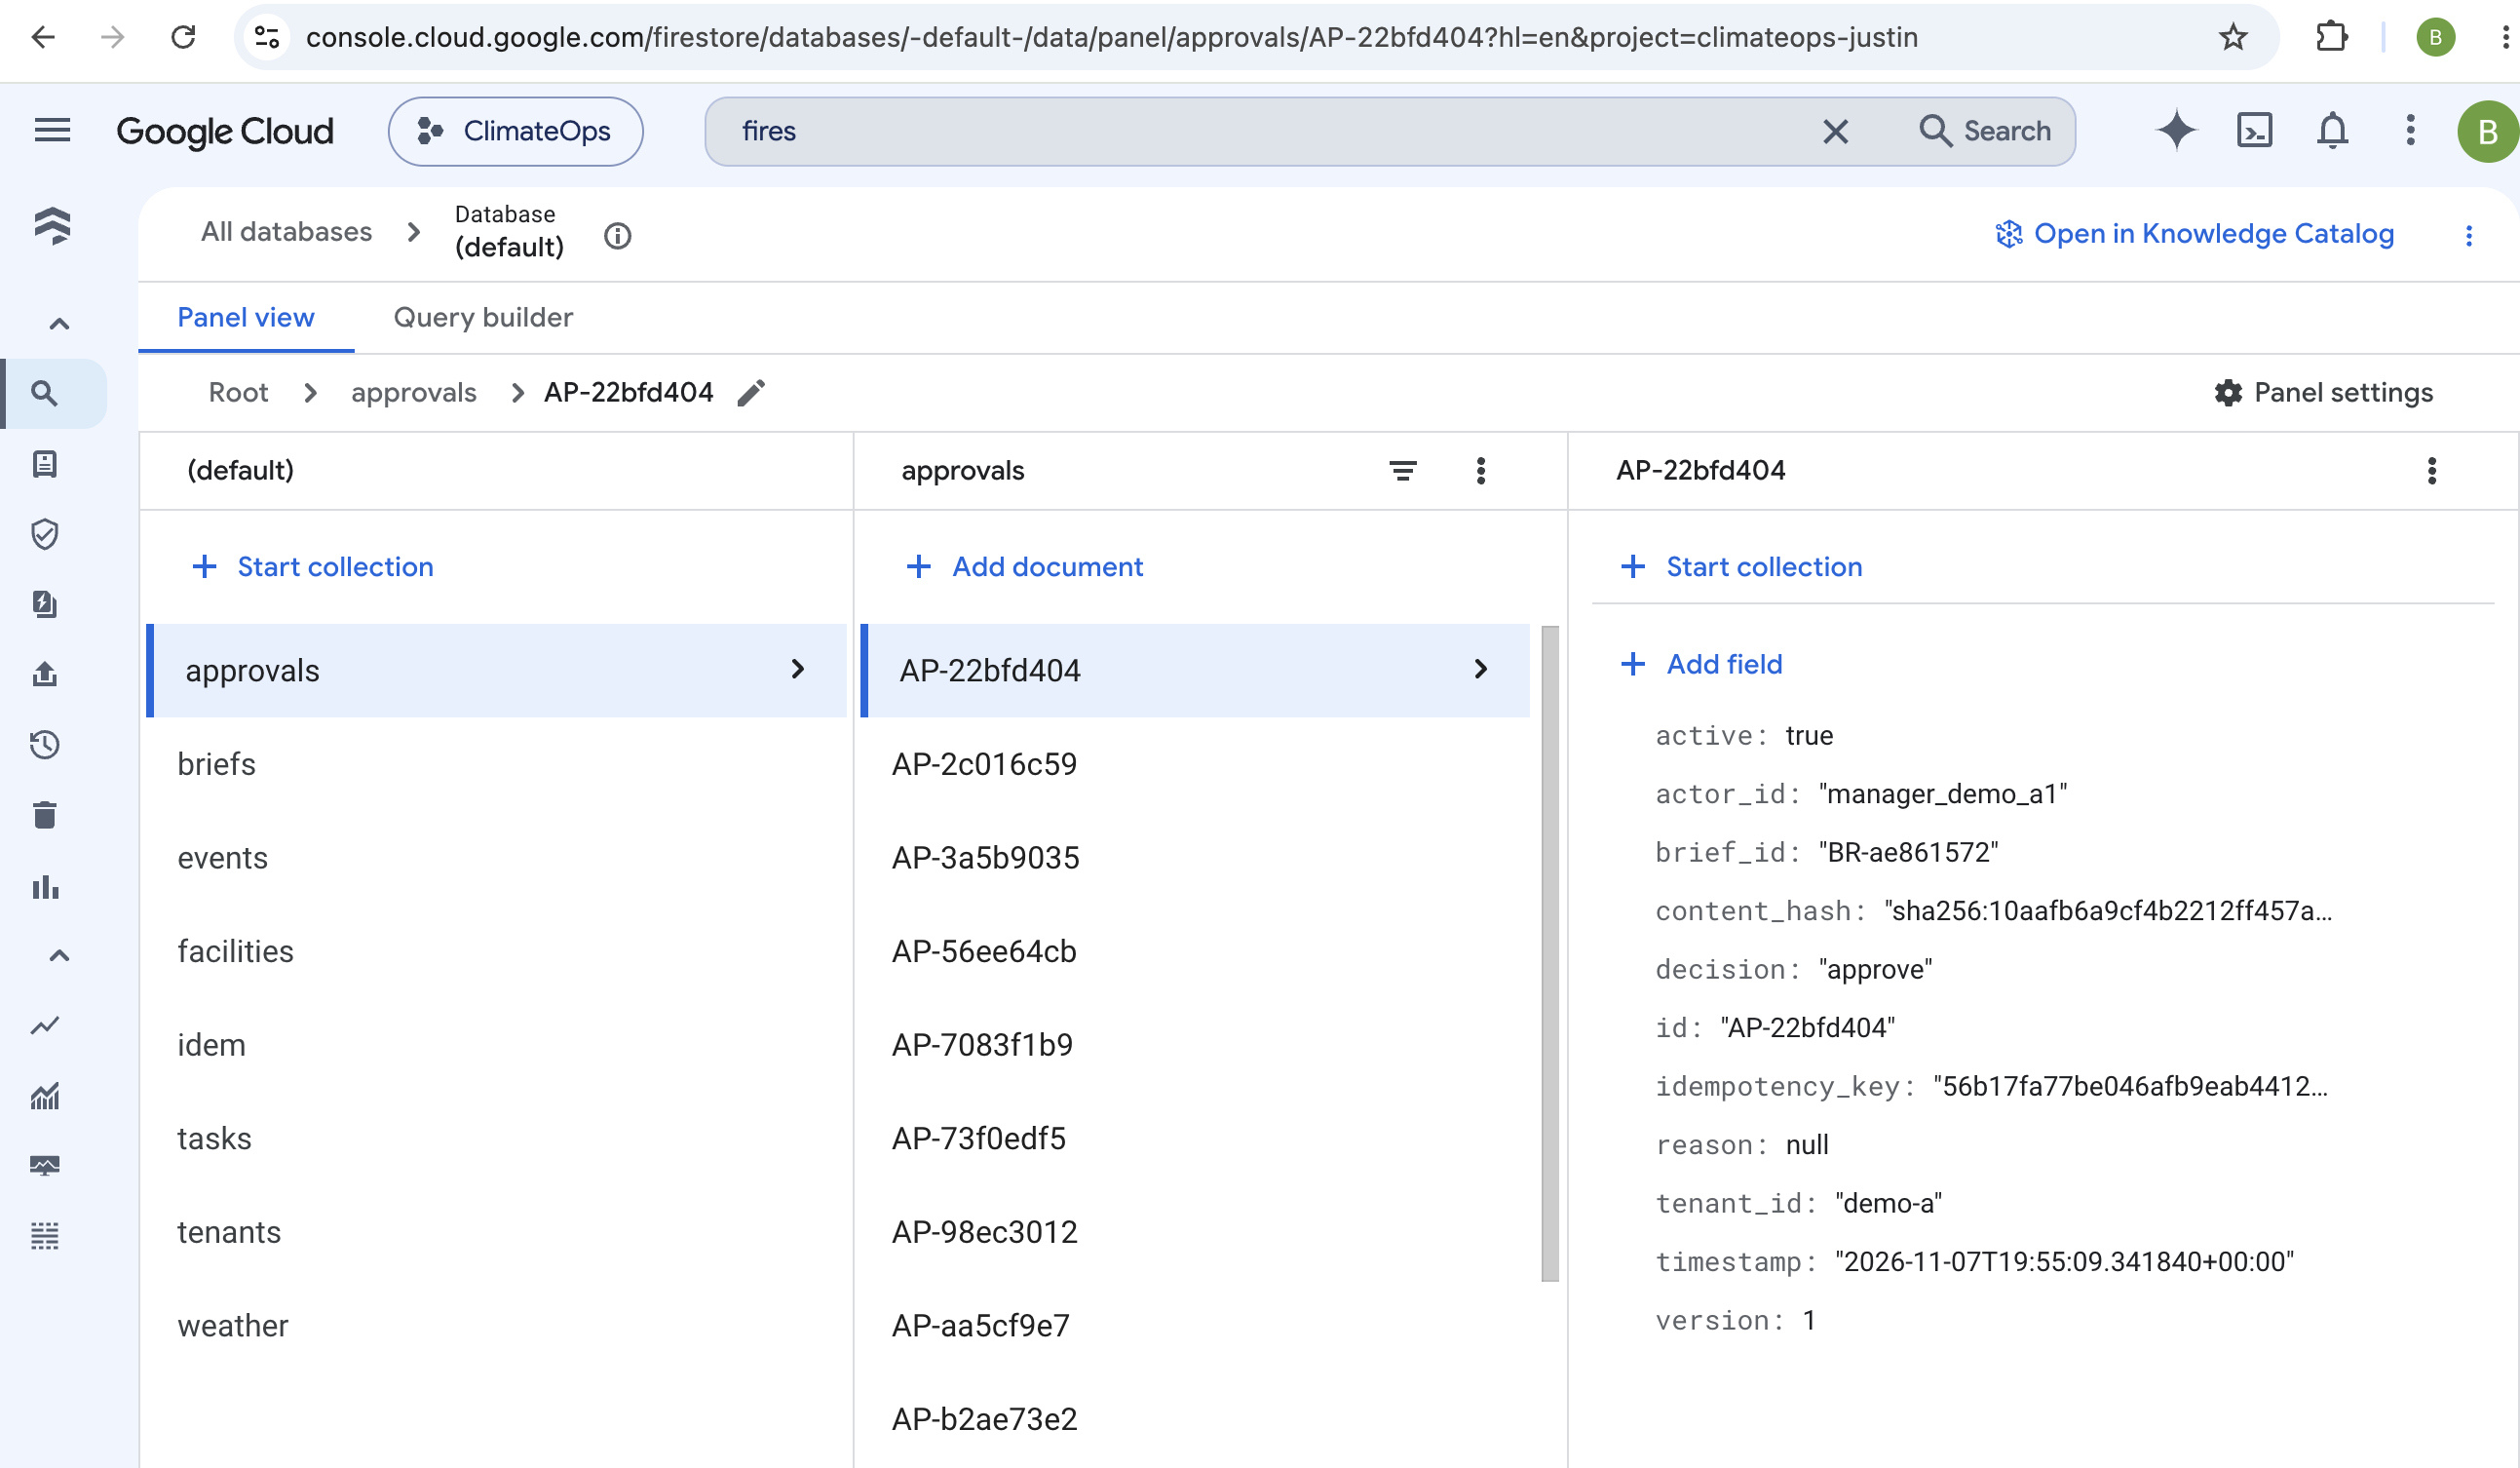 console.cloud.google.com/firestore/databases/-default-/data/panel/approvals/AP-22bfd404?hl=en&project=climateops-justin
B
Google Cloud
ClimateOps
fires
Search
B
All databases
Database
(default)
Open in Knowledge Catalog
Panel view
Query builder
Root
approvals
AP-22bfd404
Panel settings
(default)
Start collection
approvals
briefs
events
facilities
idem
tasks
tenants
weather
approvals
Add document
AP-22bfd404
AP-2c016c59
AP-3a5b9035
AP-56ee64cb
AP-7083f1b9
AP-73f0edf5
AP-98ec3012
AP-aa5cf9e7
AP-b2ae73e2
AP-22bfd404
Start collection
Add field
active: true
actor_id: "manager_demo_a1"
brief_id: "BR-ae861572"
content_hash: "sha256:10aafb6a9cf4b2212ff457a...
decision: "approve"
id: "AP-22bfd404"
idempotency_key: "56b17fa77be046afb9eab4412...
reason: null
tenant_id: "demo-a"
timestamp: "2026-11-07T19:55:09.341840+00:00"
version: 1